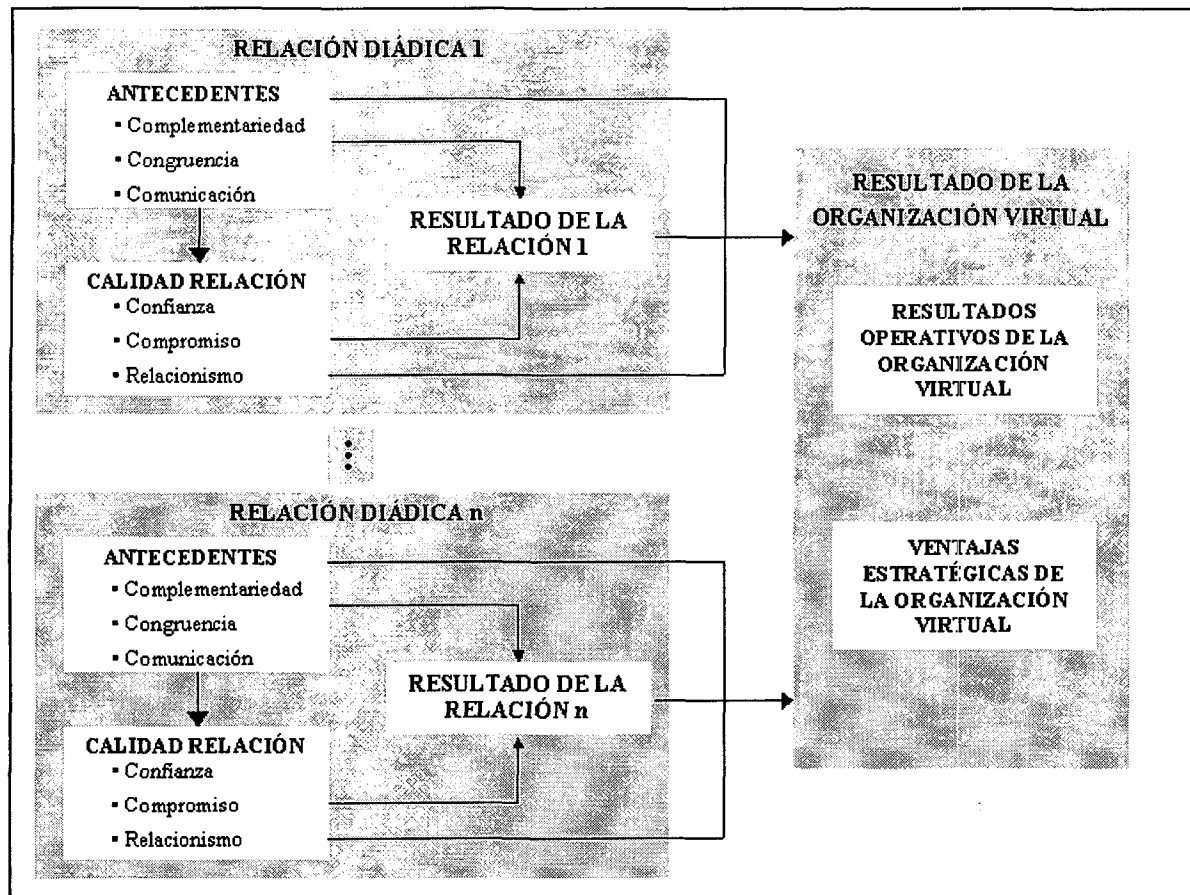 RELACIÓN DIÁDICA 1
ANTECEDENTES
▪ Complementariedad
▪ Congruencia
▪ Comunicación
RESULTADO DE LA
RELACIÓN 1
CALIDAD RELACIÓN
▪ Confianza
▪ Compromiso
▪ Relacionismo
RELACIÓN DIÁDICA n
ANTECEDENTES
▪ Complementariedad
▪ Congruencia
▪ Comunicación
RESULTADO DE LA
RELACIÓN n
CALIDAD RELACIÓN
▪ Confianza
▪ Compromiso
▪ Relacionismo
RESULTADO DE LA
ORGANIZACIÓN VIRTUAL
RESULTADOS
OPERATIVOS DE LA
ORGANIZACIÓN
VIRTUAL
VENTAJAS
ESTRATÉGICAS DE
LA ORGANIZACIÓN
VIRTUAL